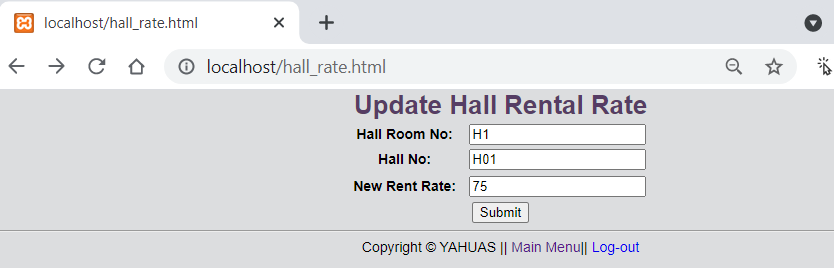 localhost/hall_rate.html
localhost/hall_rate.html
Update Hall Rental Rate
Hall Room No: H1
Hall No: H01
New Rent Rate: 75
Submit
Copyright © YAHUAS || Main Menu|| Log-out